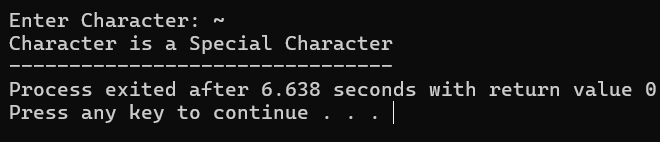 Enter Character: ~
Character is a Special Character
--------------------------------
Process exited after 6.638 seconds with return value 0
Press any key to continue . . .